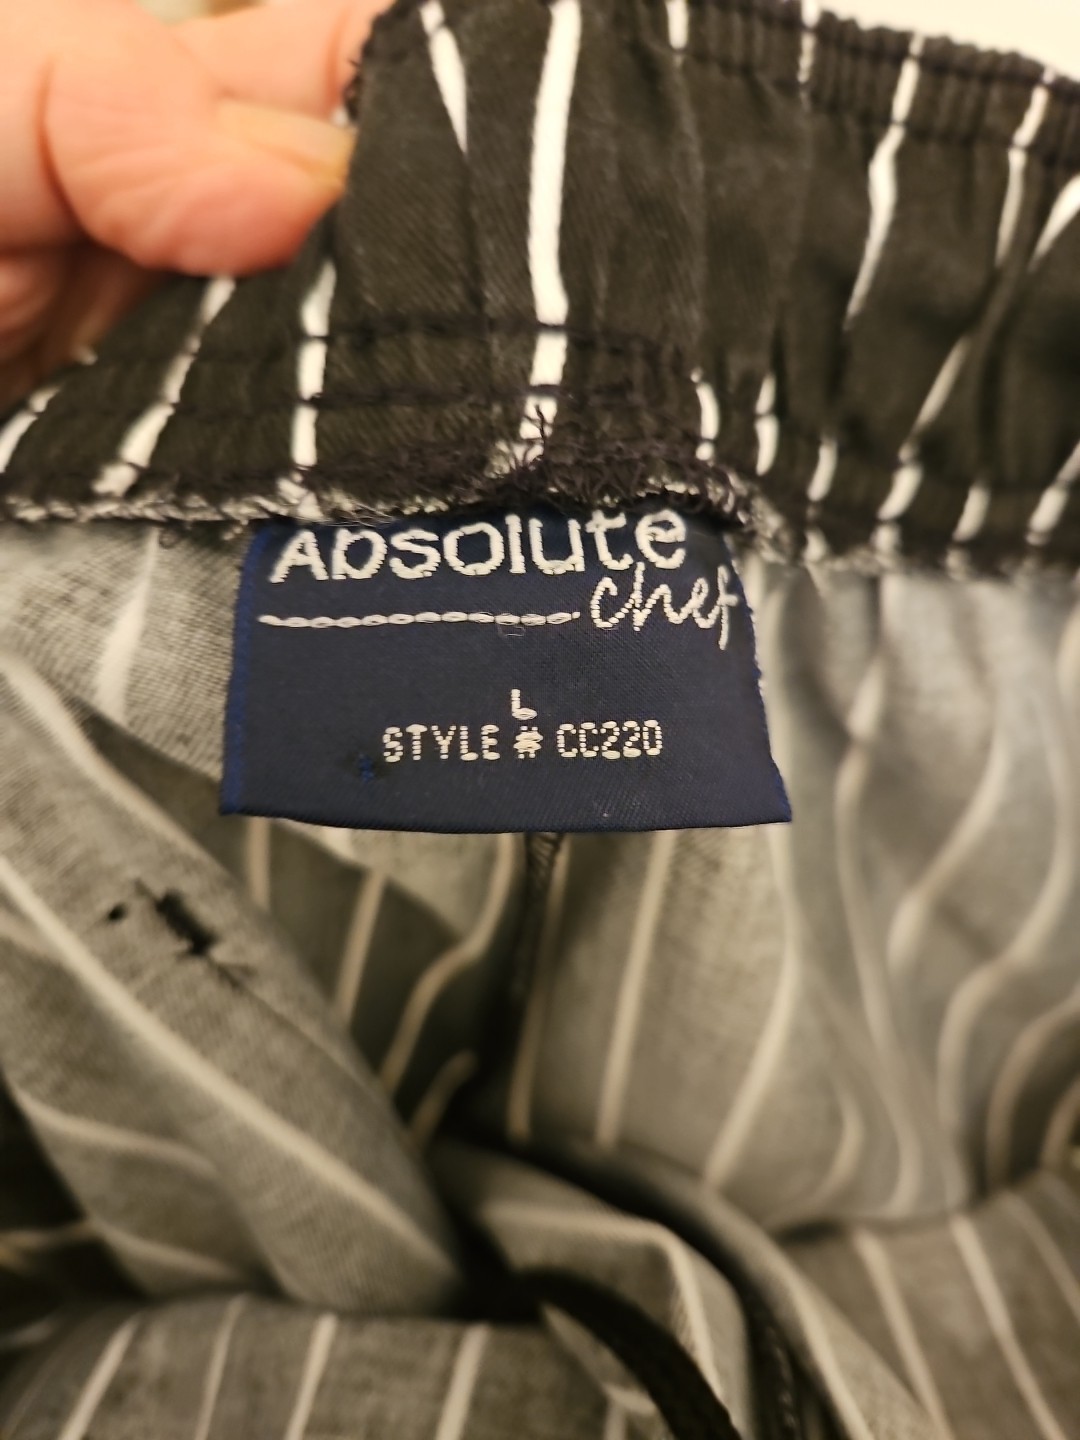 Absolute
chef
L
STYLE # CC220